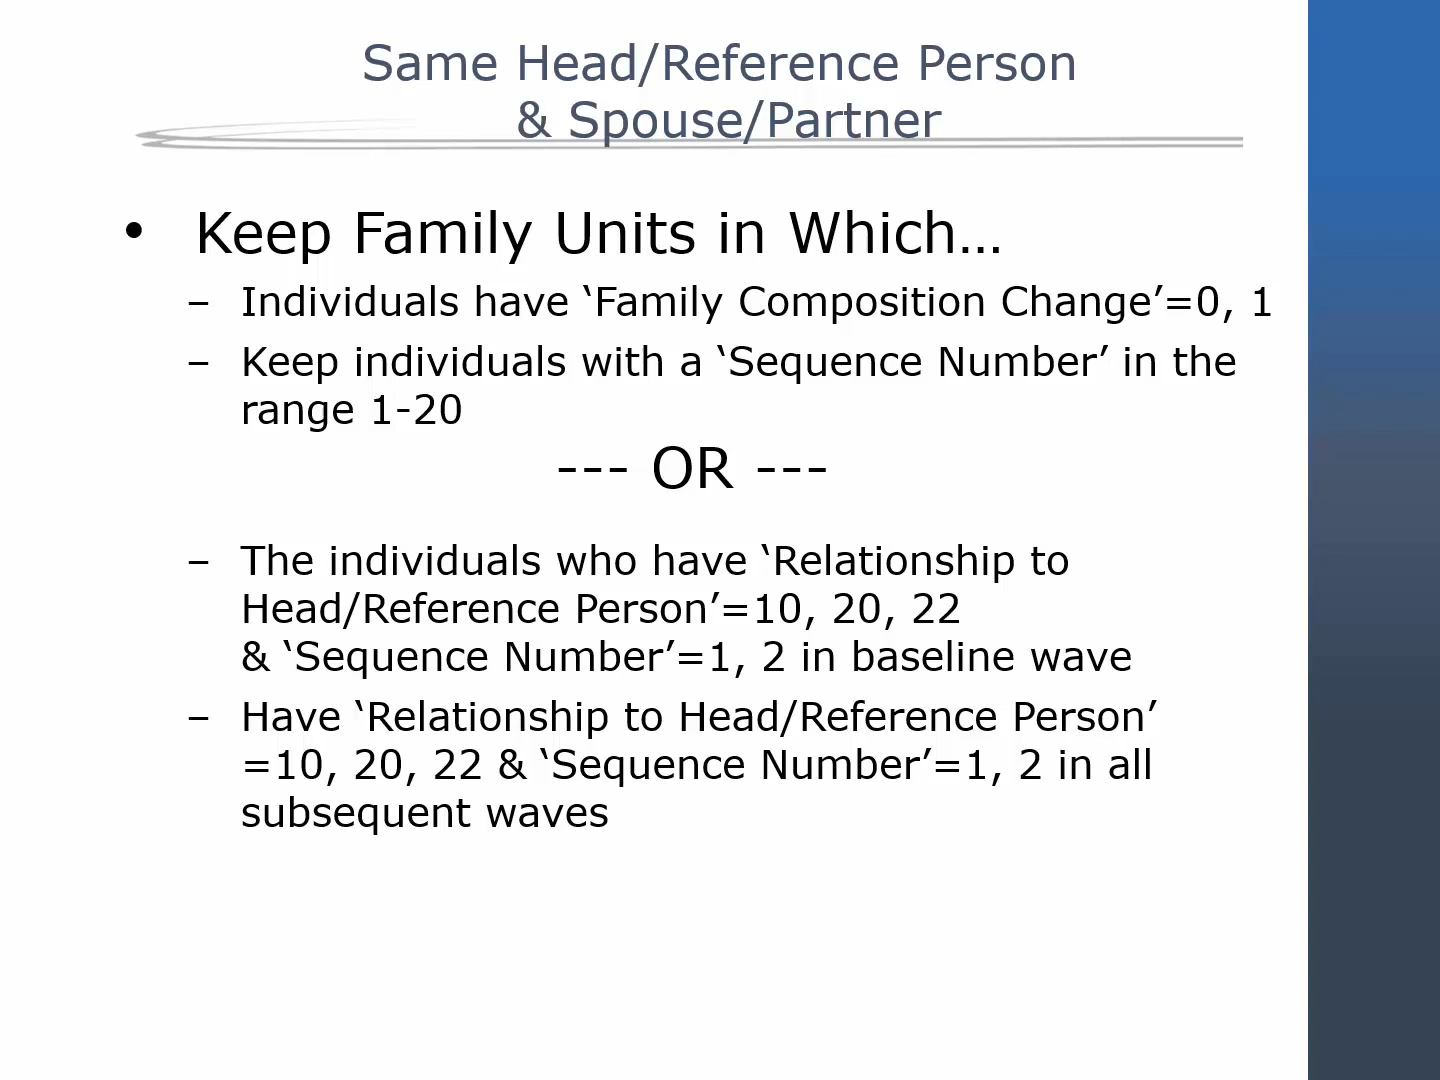 Same Head/Reference Person
& Spouse/Partner
• Keep Family Units in Which…
– Individuals have ‘Family Composition Change’=0, 1
– Keep individuals with a ‘Sequence Number’ in the
range 1-20
--- OR ---
– The individuals who have ‘Relationship to
Head/Reference Person’=10, 20, 22
& ‘Sequence Number’=1, 2 in baseline wave
– Have ‘Relationship to Head/Reference Person’
=10, 20, 22 & ‘Sequence Number’=1, 2 in all
subsequent waves